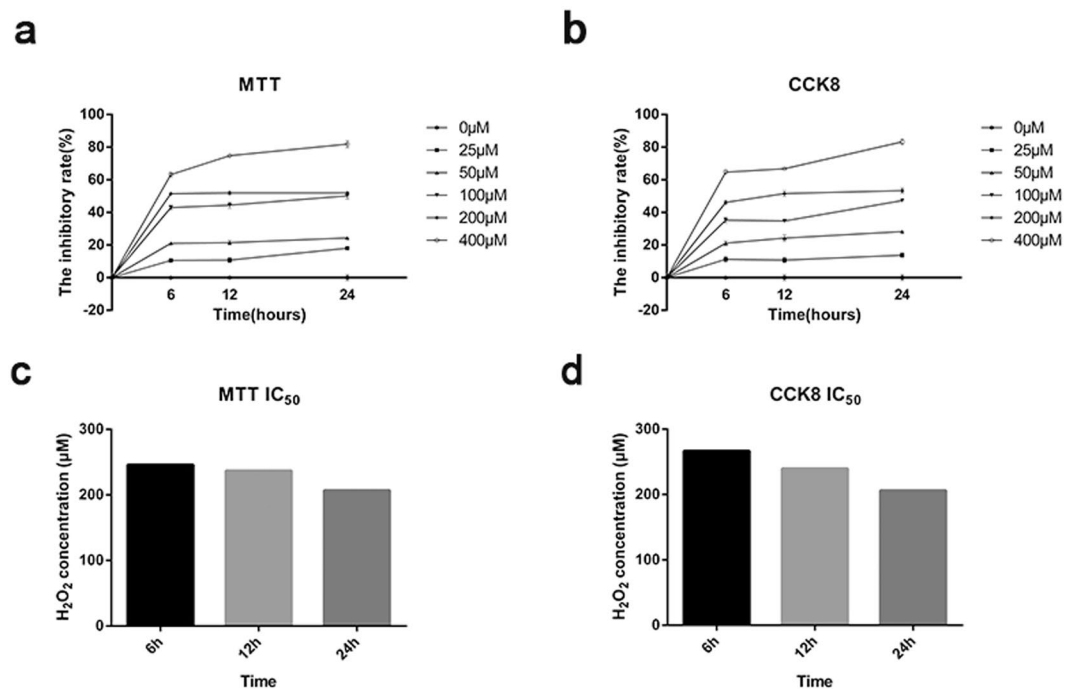 a
MTT
The inhibitory rate(%)
100
80
60
40
20
0
-20
6
12
24
Time(hours)
0µM
25µM
50µM
100µM
200µM
400µM
b
CCK8
The inhibitory rate(%)
100
80
60
40
20
0
-20
6
12
24
Time(hours)
0µM
25µM
50µM
100µM
200µM
400µM
c
MTT IC₅₀
H₂O₂ concentration (µM)
300
200
100
0
6h
12h
24h
Time
d
CCK8 IC₅₀
H₂O₂ concentration (µM)
300
200
100
0
6h
12h
24h
Time